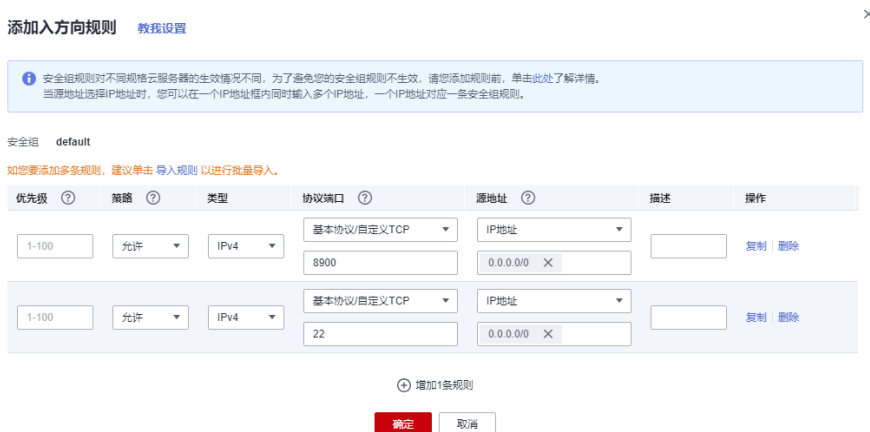 添加入方向规则 教我设置
安全组规则对不同规格云服务器的生效情况不同，为了避免您的安全组规则不生效，请您添加规则前，单击此处了解详情。
当源地址选择IP地址时，您可以在一个IP地址框内同时输入多个IP地址，一个IP地址对应一条安全组规则。
安全组 default
如您要添加多条规则，建议单击 导入规则 以进行批量导入。
优先级 ? 策略 ? 类型 协议端口 ? 源地址 ? 描述 操作
1-100 允许 IPv4 基本协议/自定义TCP IP地址 复制 删除
8900 0.0.0.0/0 ×
1-100 允许 IPv4 基本协议/自定义TCP IP地址 复制 删除
22 0.0.0.0/0 ×
增加1条规则
确定 取消